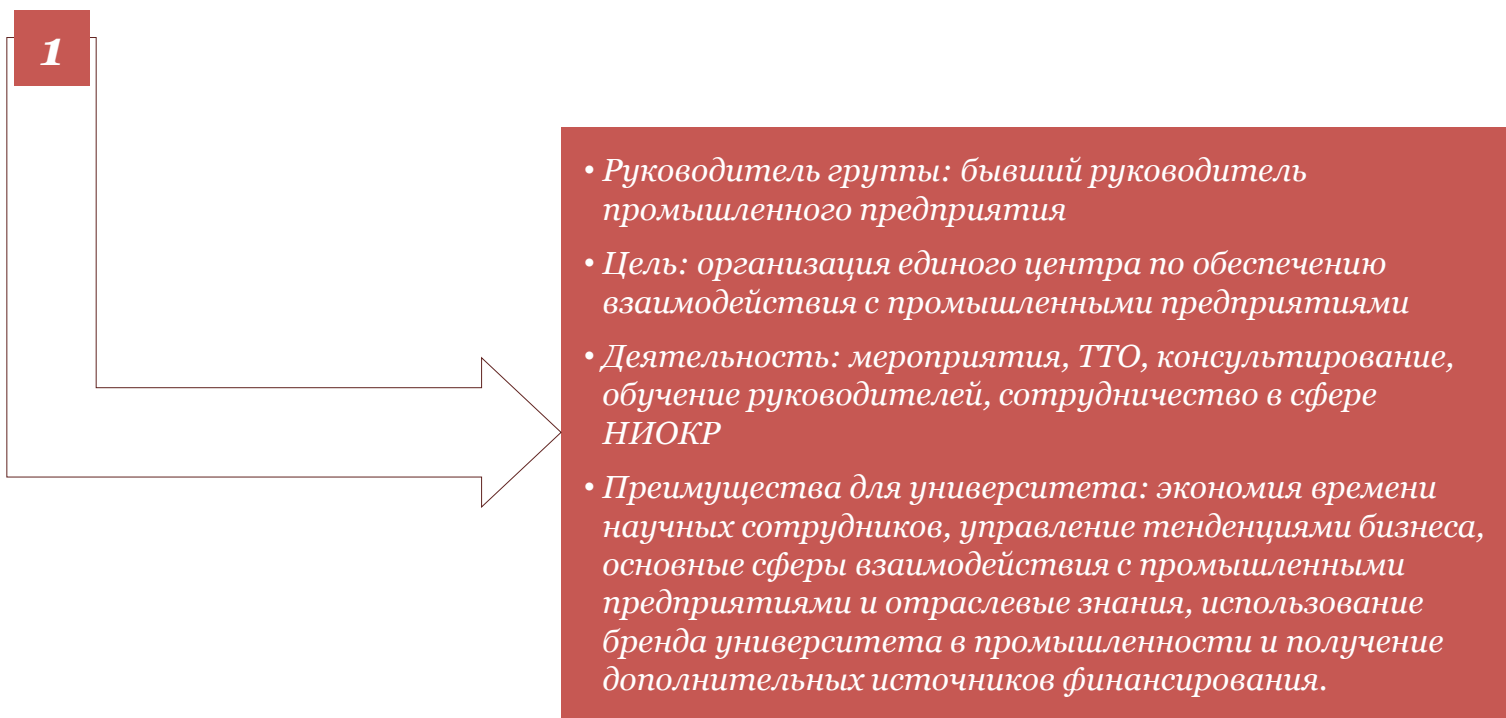 1
• Руководитель группы: бывший руководитель
промышленного предприятия
• Цель: организация единого центра по обеспечению
взаимодействия с промышленными предприятиями
• Деятельность: мероприятия, ТТО, консультирование,
обучение руководителей, сотрудничество в сфере
НИОКР
• Преимущества для университета: экономия времени
научных сотрудников, управление тенденциями бизнеса,
основные сферы взаимодействия с промышленными
предприятиями и отраслевые знания, использование
бренда университета в промышленности и получение
дополнительных источников финансирования.